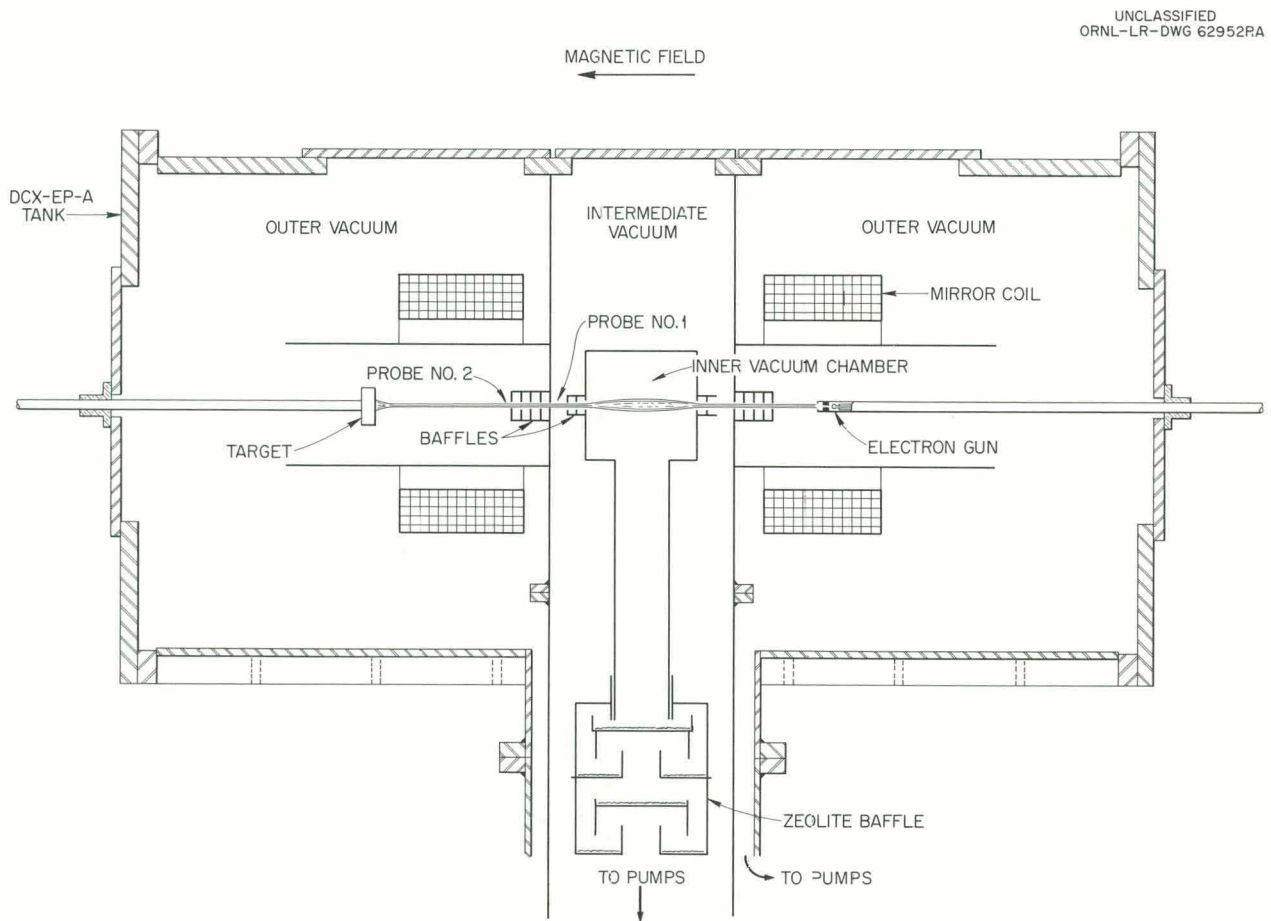 UNCLASSIFIED
ORNL-LR-DWG 62952RA
MAGNETIC FIELD
DCX-EP-A
TANK
OUTER VACUUM
INTERMEDIATE
VACUUM
OUTER VACUUM
MIRROR COIL
PROBE NO.1
INNER VACUUM CHAMBER
PROBE NO. 2
TARGET
BAFFLES
ELECTRON GUN
ZEOLITE BAFFLE
TO PUMPS
TO PUMPS